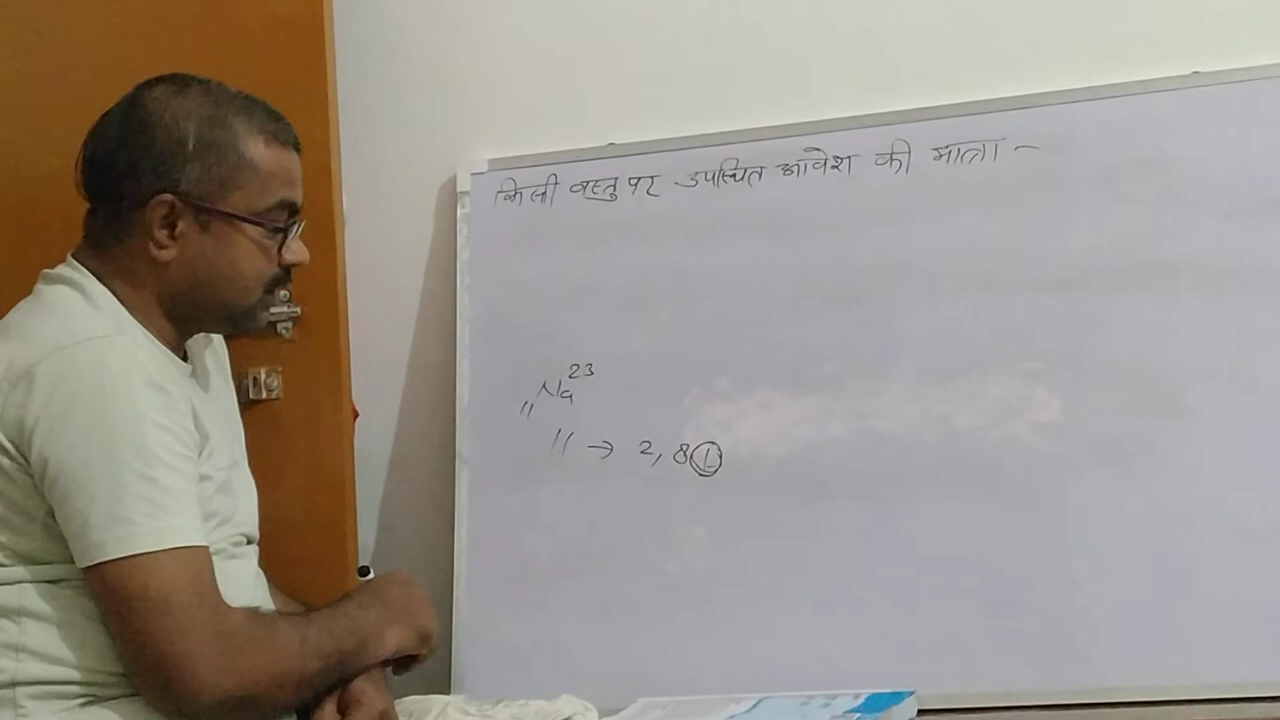 किसी वस्तु पर उपस्थित आवेश की मात्रा -
11Na23
11 → 2, 8 1